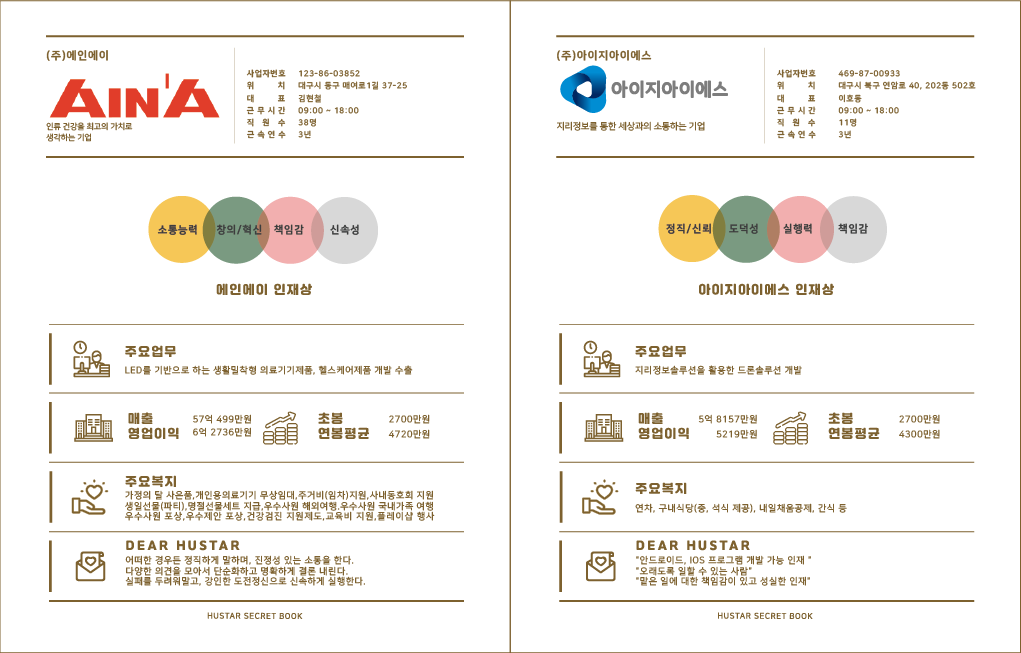 (주)에인에이
AIN'A
인류 건강을 최고의 가치로
생각하는 기업
사업자번호 123-86-03852
위 치 대구시 동구 매여로1길 37-25
대 표 김현철
근 무 시 간 09:00 ~ 18:00
직 원 수 38명
근 속 연 수 3년
소통능력 창의/혁신 책임감 신속성
에인에이 인재상
주요업무
LED를 기반으로 하는 생활밀착형 의료기기제품, 헬스케어제품 개발 수출
매출 57억 499만원
영업이익 6억 2736만원
초봉 2700만원
연봉평균 4720만원
주요복지
가정의 달 사은품,개인용의료기기 무상임대,주거비(임차)지원,사내동호회 지원
생일선물(파티),명절선물세트 지급,우수사원 해외여행,우수사원 국내가족 여행
우수사원 포상,우수제안 포상,건강검진 지원제도,교육비 지원,플레이샵 행사
DEAR HUSTAR
어떠한 경우든 정직하게 말하며, 진정성 있는 소통을 한다.
다양한 의견을 모아서 단순화하고 명확하게 결론 내린다.
실패를 두려워말고, 강인한 도전정신으로 신속하게 실행한다.
HUSTAR SECRET BOOK
(주)아이지아이에스
아이지아이에스
지리정보를 통한 세상과의 소통하는 기업
사업자번호 469-87-00933
위 치 대구시 북구 연암로 40, 202동 502호
대 표 이호동
근 무 시 간 09:00 ~ 18:00
직 원 수 11명
근 속 연 수 3년
정직/신뢰 도덕성 실행력 책임감
아이지아이에스 인재상
주요업무
지리정보솔루션을 활용한 드론솔루션 개발
매출 5억 8157만원
영업이익 5219만원
초봉 2700만원
연봉평균 4300만원
주요복지
연차, 구내식당(중, 석식 제공), 내일채움공제, 간식 등
DEAR HUSTAR
"안드로이드, IOS 프로그램 개발 가능 인재 "
"오래도록 일할 수 있는 사람"
"맡은 일에 대한 책임감이 있고 성실한 인재"
HUSTAR SECRET BOOK